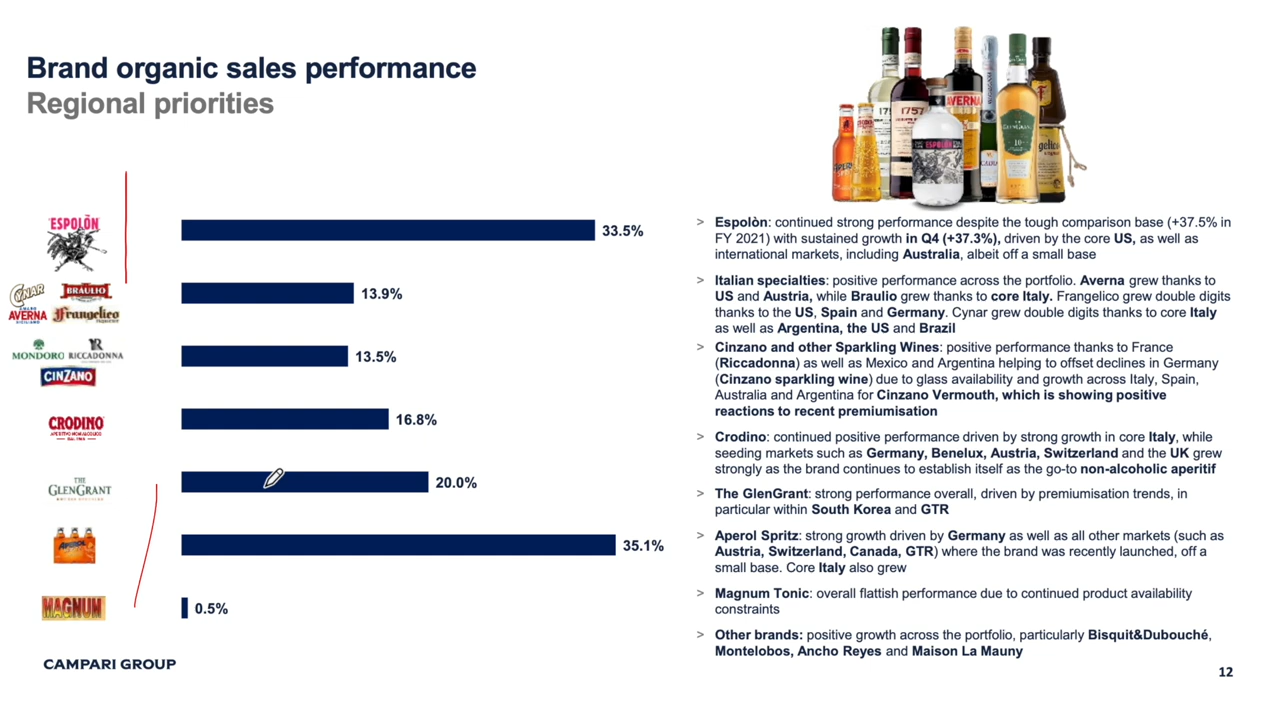 Brand organic sales performance
Regional priorities
ESPOLÒN
33.5%
CYNAR
BRAULIO
AVERNA
Frangelico
13.9%
MONDORO RICCADONNA
CINZANO
13.5%
CRODINO
16.8%
THE
GLENGRANT
20.0%
APEROL
35.1%
MAGNUM
0.5%
CAMPARI GROUP
1757
1757
AVERNA
ESPOLÒN
GLENGRANT
10
> Espolòn: continued strong performance despite the tough comparison base (+37.5% in
FY 2021) with sustained growth in Q4 (+37.3%), driven by the core US, as well as
international markets, including Australia, albeit off a small base
> Italian specialties: positive performance across the portfolio. Averna grew thanks to
US and Austria, while Braulio grew thanks to core Italy. Frangelico grew double digits
thanks to the US, Spain and Germany. Cynar grew double digits thanks to core Italy
as well as Argentina, the US and Brazil
> Cinzano and other Sparkling Wines: positive performance thanks to France
(Riccadonna) as well as Mexico and Argentina helping to offset declines in Germany
(Cinzano sparkling wine) due to glass availability and growth across Italy, Spain,
Australia and Argentina for Cinzano Vermouth, which is showing positive
reactions to recent premiumisation
> Crodino: continued positive performance driven by strong growth in core Italy, while
seeding markets such as Germany, Benelux, Austria, Switzerland and the UK grew
strongly as the brand continues to establish itself as the go-to non-alcoholic aperitif
> The GlenGrant: strong performance overall, driven by premiumisation trends, in
particular within South Korea and GTR
> Aperol Spritz: strong growth driven by Germany as well as all other markets (such as
Austria, Switzerland, Canada, GTR) where the brand was recently launched, off a
small base. Core Italy also grew
> Magnum Tonic: overall flattish performance due to continued product availability
constraints
> Other brands: positive growth across the portfolio, particularly Bisquit&Dubouché,
Montelobos, Ancho Reyes and Maison La Mauny
12